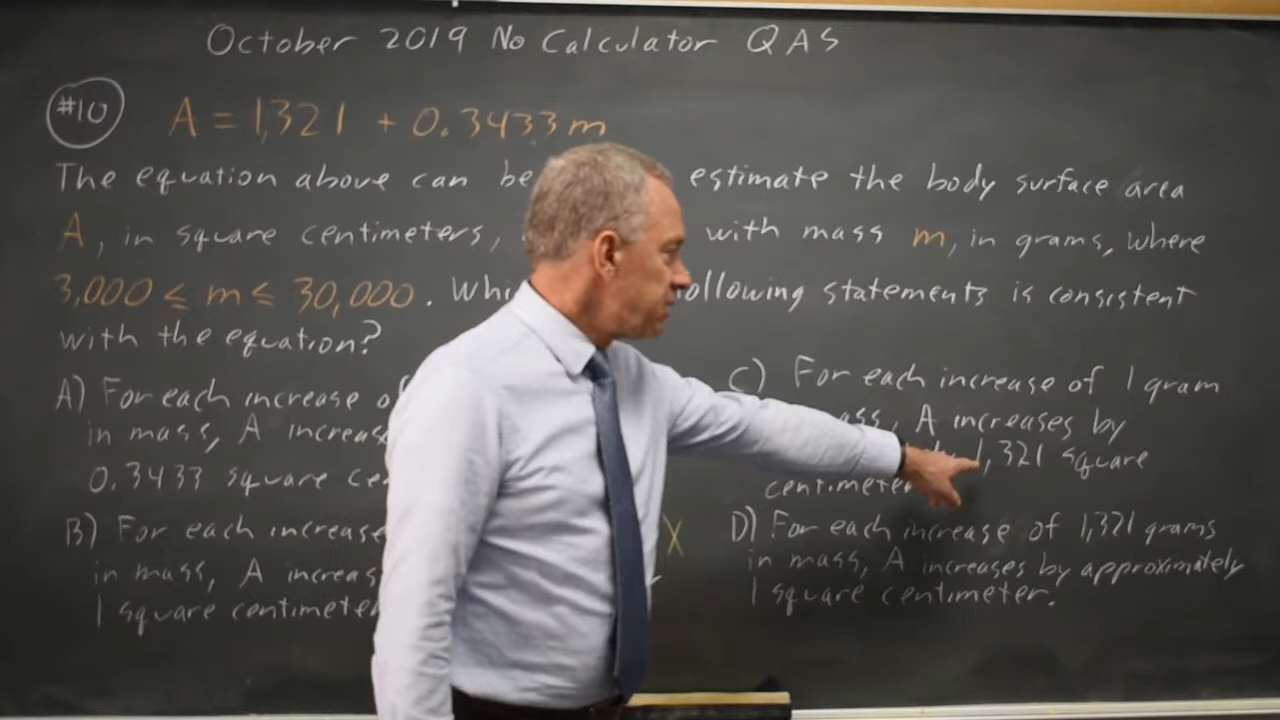 October 2019 No Calculator QAS
#10 A = 1,321 + 0.3433m
The equation above can be estimate the body surface area
A, in square centimeters, with mass m, in grams, where
3,000 ≤ m ≤ 30,000. Whi ollowing statements is consistent
with the equation?
A) For each increase o
in mass, A increas
0.3433 square ce
B) For each increase
in mass, A increas
1 square centimete
X
C) For each increase of 1 gram
ass, A increases by
1,321 square
centimeter
D) For each increase of 1,321 grams
in mass, A increases by approximately
1 square centimeter.